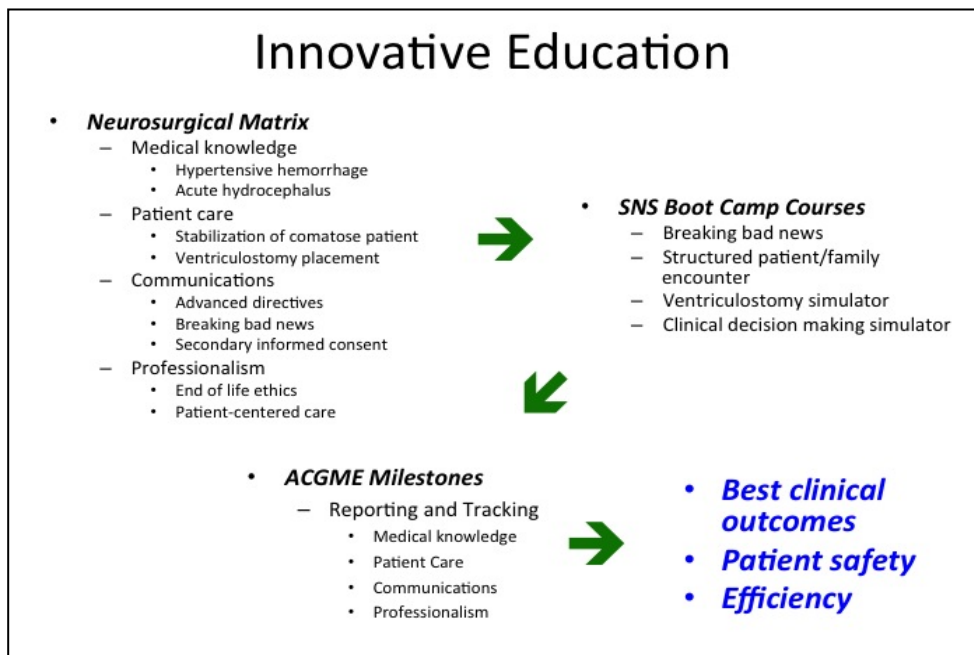 Innovative Education
• Neurosurgical Matrix
– Medical knowledge
• Hypertensive hemorrhage
• Acute hydrocephalus
– Patient care
• Stabilization of comatose patient
• Ventriculostomy placement
– Communications
• Advanced directives
• Breaking bad news
• Secondary informed consent
– Professionalism
• End of life ethics
• Patient-centered care
• SNS Boot Camp Courses
– Breaking bad news
– Structured patient/family
encounter
– Ventriculostomy simulator
– Clinical decision making simulator
• ACGME Milestones
– Reporting and Tracking
• Medical knowledge
• Patient Care
• Communications
• Professionalism
• Best clinical
outcomes
• Patient safety
• Efficiency